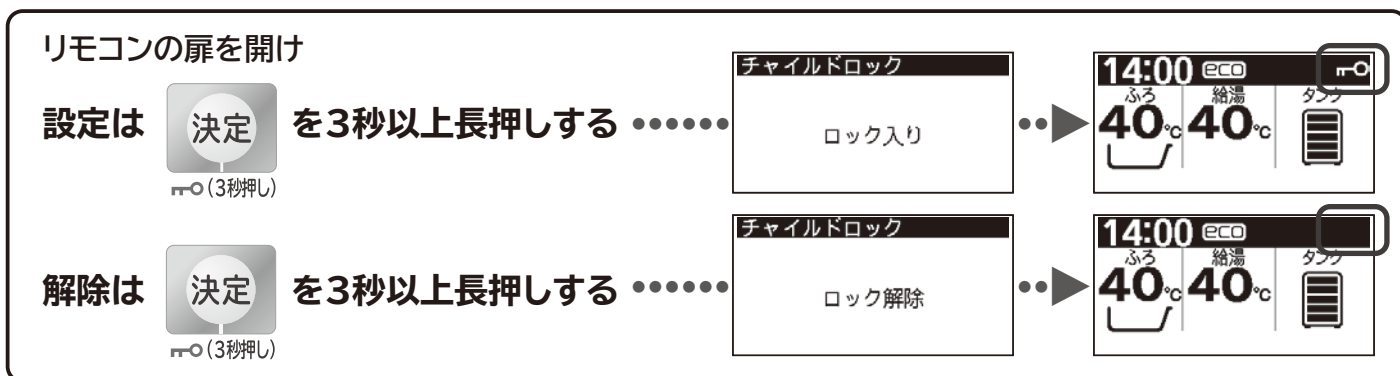 リモコンの扉を開け
設定は 決定 を3秒以上長押しする
(3秒押し)
チャイルドロック
ロック入り
14:00 eco
ふろ 給湯 タンク
40℃ 40℃
解除は 決定 を3秒以上長押しする
(3秒押し)
チャイルドロック
ロック解除
14:00 eco
ふろ 給湯 タンク
40℃ 40℃